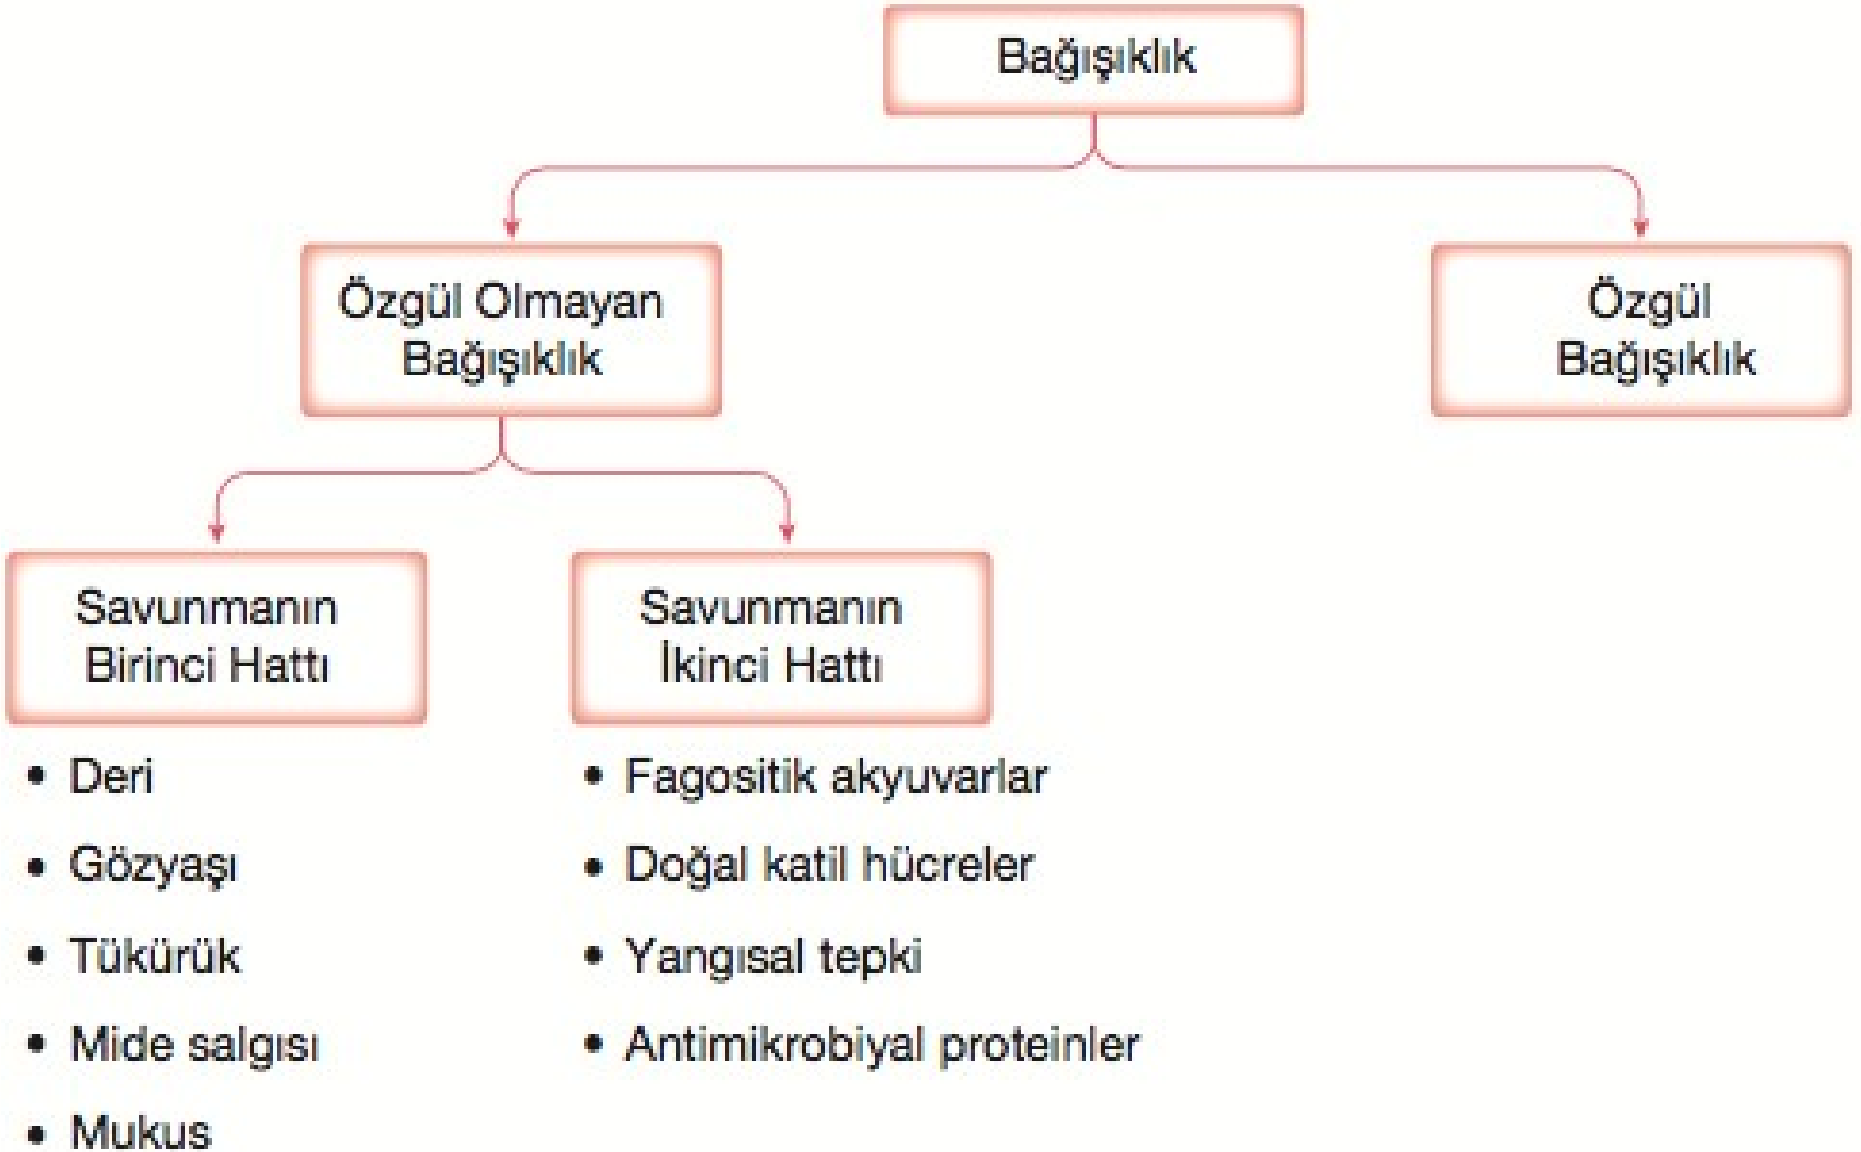 Bağışıklık
Özgül Olmayan
Bağışıklık
Özgül
Bağışıklık
Savunmanın
Birinci Hattı
Savunmanın
İkinci Hattı
• Deri
• Gözyaşı
• Tükürük
• Mide salgısı
• Mukus
• Fagositik akyuvarlar
• Doğal katil hücreler
• Yangısal tepki
• Antimikrobiyal proteinler